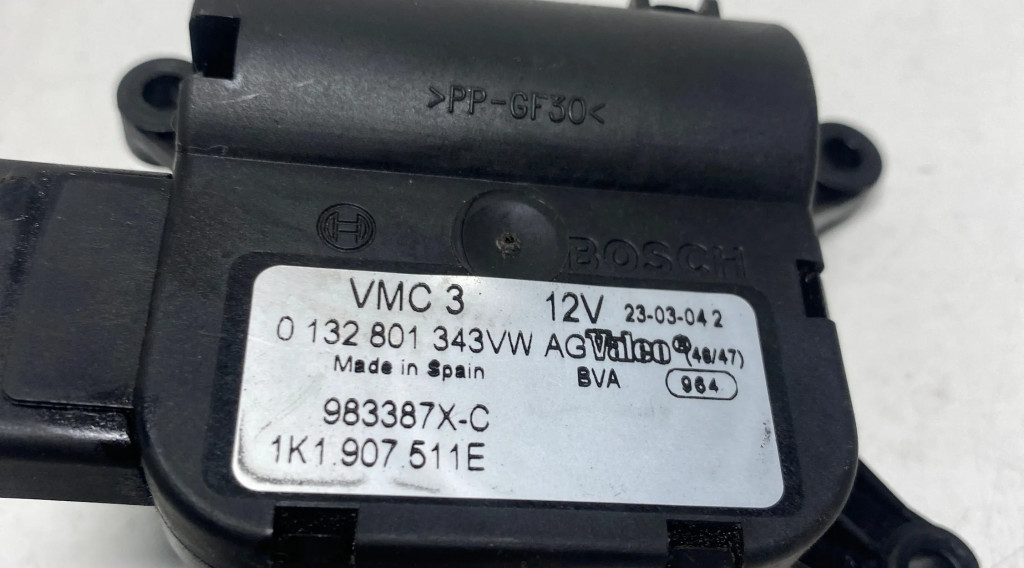 >PP-GF30<
BOSCH
VMC 3 12V 23-03-04 2
0 132 801 343VW AG Valeo® (46/47)
Made in Spain BVA 964
983387X-C
1K1.907.511E